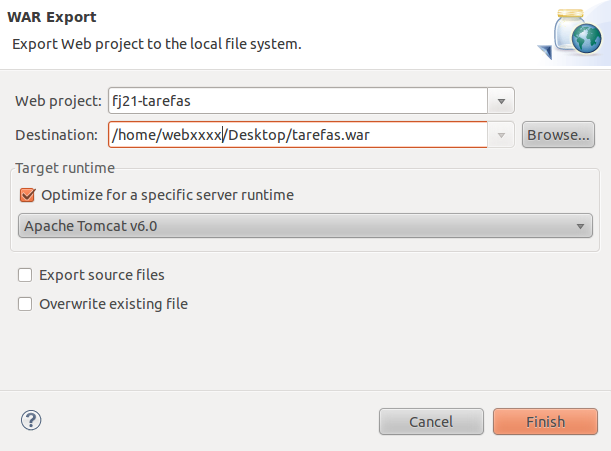 WAR Export
Export Web project to the local file system.
Web project: fj21-tarefas
Destination: /home/webxxxx/Desktop/tarefas.war Browse...
Target runtime
Optimize for a specific server runtime
Apache Tomcat v6.0
Export source files
Overwrite existing file
? Cancel Finish